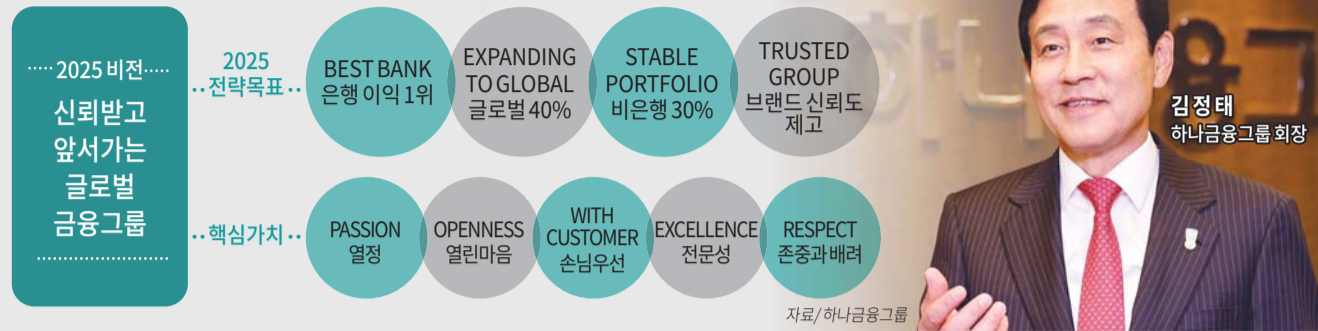 2025 비전
신뢰받고
앞서가는
글로벌
금융그룹
2025
전략목표
BEST BANK
은행 이익 1위
EXPANDING
TO GLOBAL
글로벌 40%
STABLE
PORTFOLIO
비은행 30%
TRUSTED
GROUP
브랜드 신뢰도
제고
핵심가치
PASSION
열정
OPENNESS
열린마음
WITH
CUSTOMER
손님우선
EXCELLENCE
전문성
RESPECT
존중과 배려
김정태
하나금융그룹 회장
자료/하나금융그룹